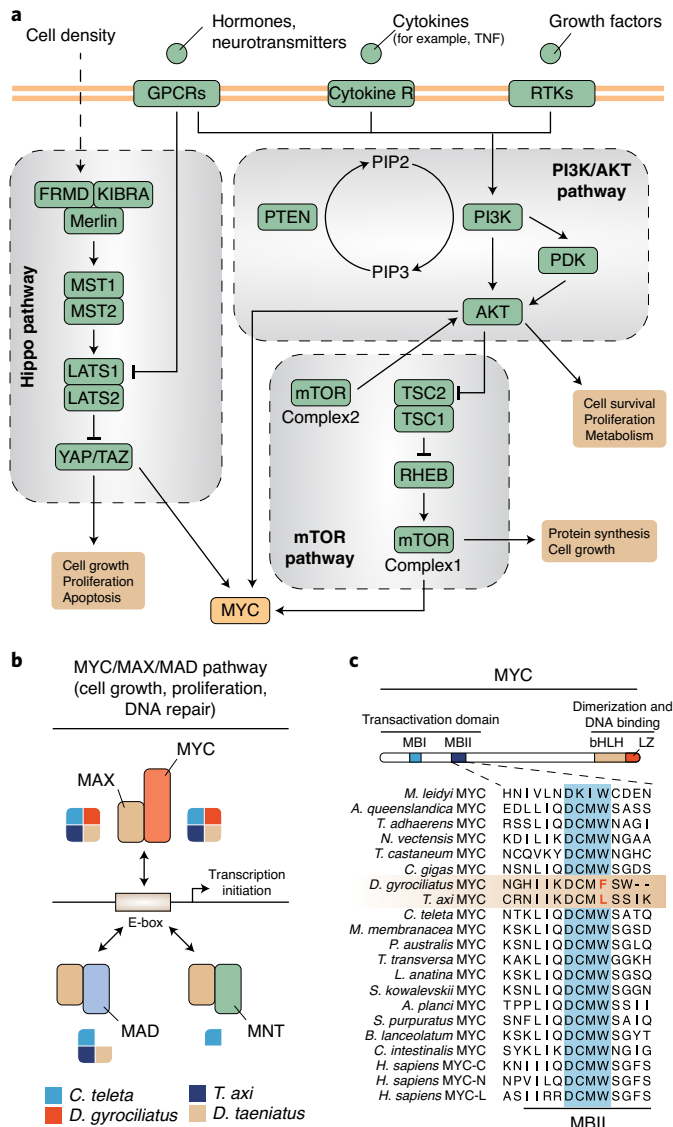 a
Cell density
Hormones,
neurotransmitters
Cytokines
(for example, TNF)
Growth factors
GPCRs
Cytokine R
RTKs
Hippo pathway
FRMD KIBRA
Merlin
MST1
MST2
LATS1
LATS2
YAP/TAZ
Cell growth
Proliferation
Apoptosis
PI3K/AKT
pathway
PIP2
PTEN
PIP3
PI3K
PDK
AKT
Cell survival
Proliferation
Metabolism
mTOR
Complex2
TSC2
TSC1
RHEB
mTOR
Complex1
mTOR
pathway
Protein synthesis
Cell growth
MYC
b
MYC/MAX/MAD pathway
(cell growth, proliferation,
DNA repair)
MYC
MAX
Transcription
initiation
E-box
MAD
MNT
C. teleta
T. axi
D. gyrociliatus
D. taeniatus
c
MYC
Transactivation domain
Dimerization and
DNA binding
MBI MBII bHLH LZ
M. leidyi MYC HNIVLNDKIWCDEN
A. queenslandica MYC EDLLIQDCMWSASS
T. adhaerens MYC RSSLIQDCMWNAGI
N. vectensis MYC KDILIKDCMWNGAA
T. castaneum MYC NCQVKYDCMWNGHC
C. gigas MYC KSNLIQDCMWSGDS
D. gyrociliatus MYC NGHIIKDCMFSW--
T. axi MYC CRNIIKDCMLSSIK
C. teleta MYC NTKLIQDCMWSATQ
M. membranacea MYC KSKLIQDCMWSGSD
P. australis MYC KSNLIQDCMWSGLQ
T. transversa MYC KAKLIQDCMWGGKH
L. anatina MYC KSKLIQDCMWSGSQ
S. kowalevskii MYC KSNLIQDCMWSGGN
A. planci MYC TPPLIQDCMWSSII
S. purpuratus MYC SNFLIQDCMWSAIQ
B. lanceolatum MYC KSKLIQDCMWSGYT
C. intestinalis MYC SYKLIKDCMWNGIG
H. sapiens MYC-C KNIIIQDCMWSGFS
H. sapiens MYC-N NPVILQDCMWSGFS
H. sapiens MYC-L ASIIRRDCMWSGFS
MBII